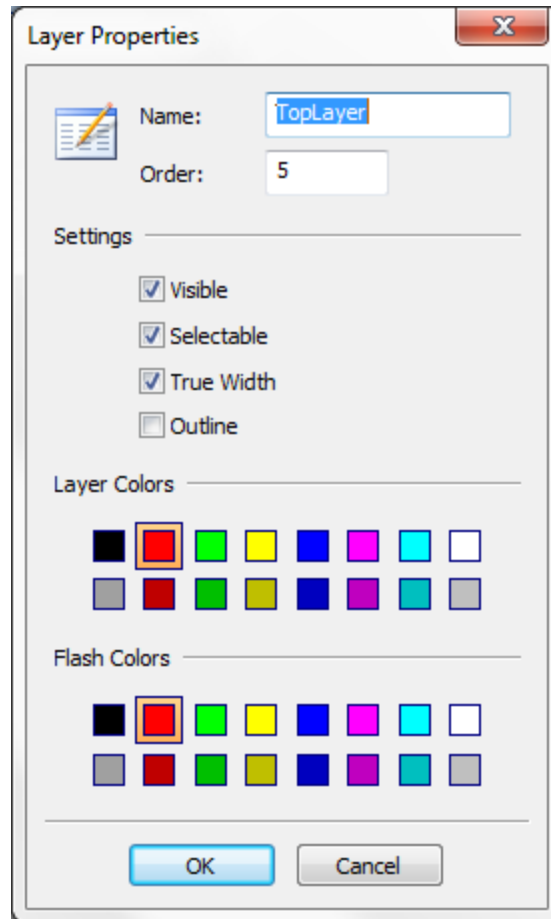 Layer Properties
Name: TopLayer
Order: 5
Settings
Visible
Selectable
True Width
Outline
Layer Colors
Flash Colors
OK Cancel